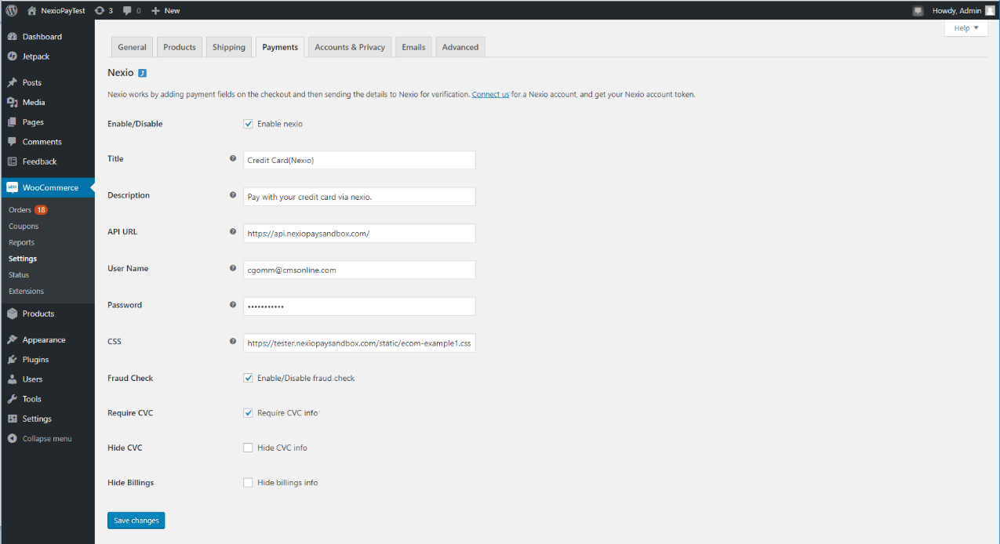 NexioPayTest 3 0 New Howdy, Admin
Help
Dashboard
Jetpack
Posts
Media
Pages
Comments
Feedback
WooCommerce
Orders 18
Coupons
Reports
Settings
Status
Extensions
Products
Appearance
Plugins
Users
Tools
Settings
Collapse menu
General Products Shipping Payments Accounts & Privacy Emails Advanced
Nexio
Nexio works by adding payment fields on the checkout and then sending the details to Nexio for verification. Connect us for a Nexio account, and get your Nexio account token.
Enable/Disable Enable nexio
Title Credit Card(Nexio)
Description Pay with your credit card via nexio.
API URL https://api.nexiopaysandbox.com/
User Name cgomm@cmsonline.com
Password •••••••••••
CSS https://tester.nexiopaysandbox.com/static/ecom-example1.css
Fraud Check Enable/Disable fraud check
Require CVC Require CVC info
Hide CVC Hide CVC info
Hide Billings Hide billings info
Save changes